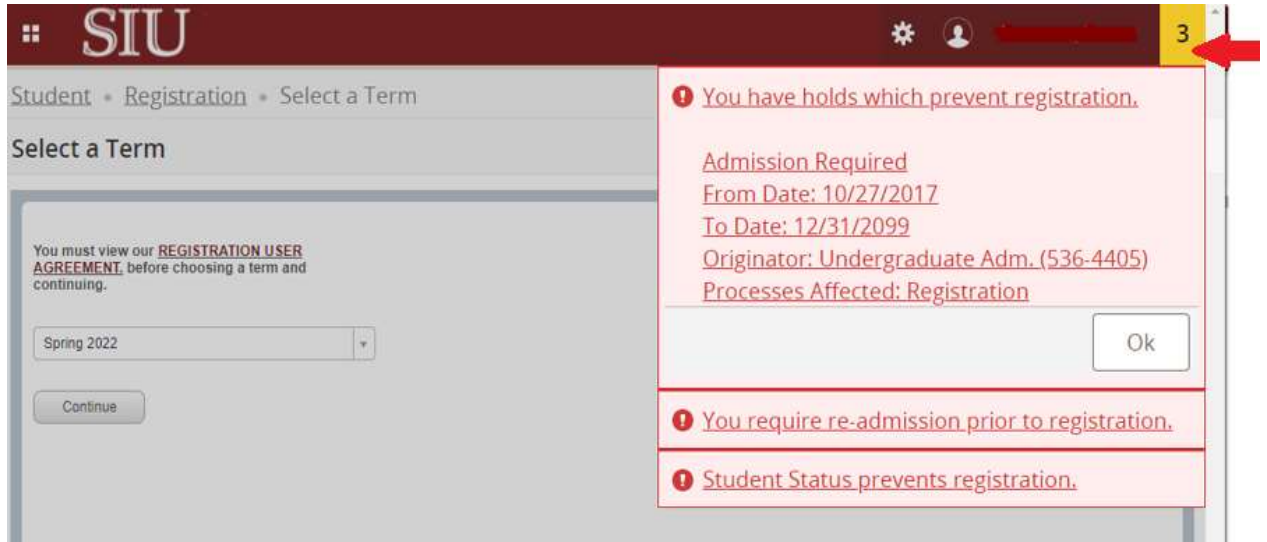 SIU
3
Student • Registration • Select a Term
Select a Term
You must view our REGISTRATION USER
AGREEMENT, before choosing a term and
continuing.
Spring 2022
Continue
You have holds which prevent registration.
Admission Required
From Date: 10/27/2017
To Date: 12/31/2099
Originator: Undergraduate Adm. (536-4405)
Processes Affected: Registration
Ok
You require re-admission prior to registration.
Student Status prevents registration.